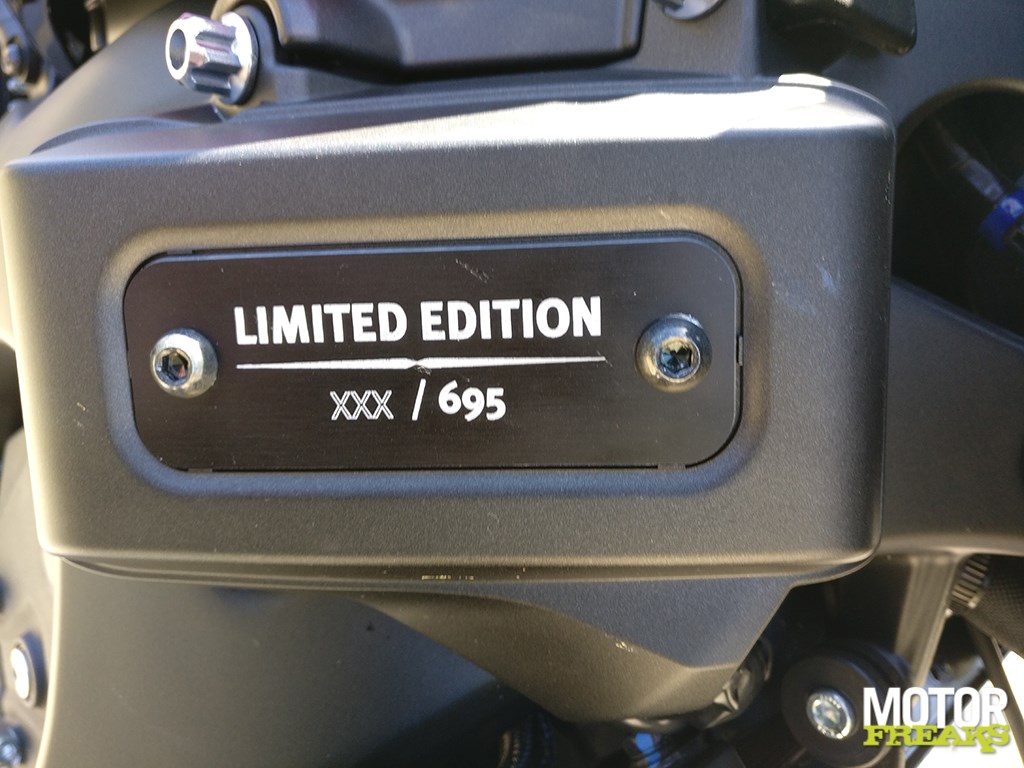 LIMITED EDITION
XXX / 695
MOTOR
FREAKS